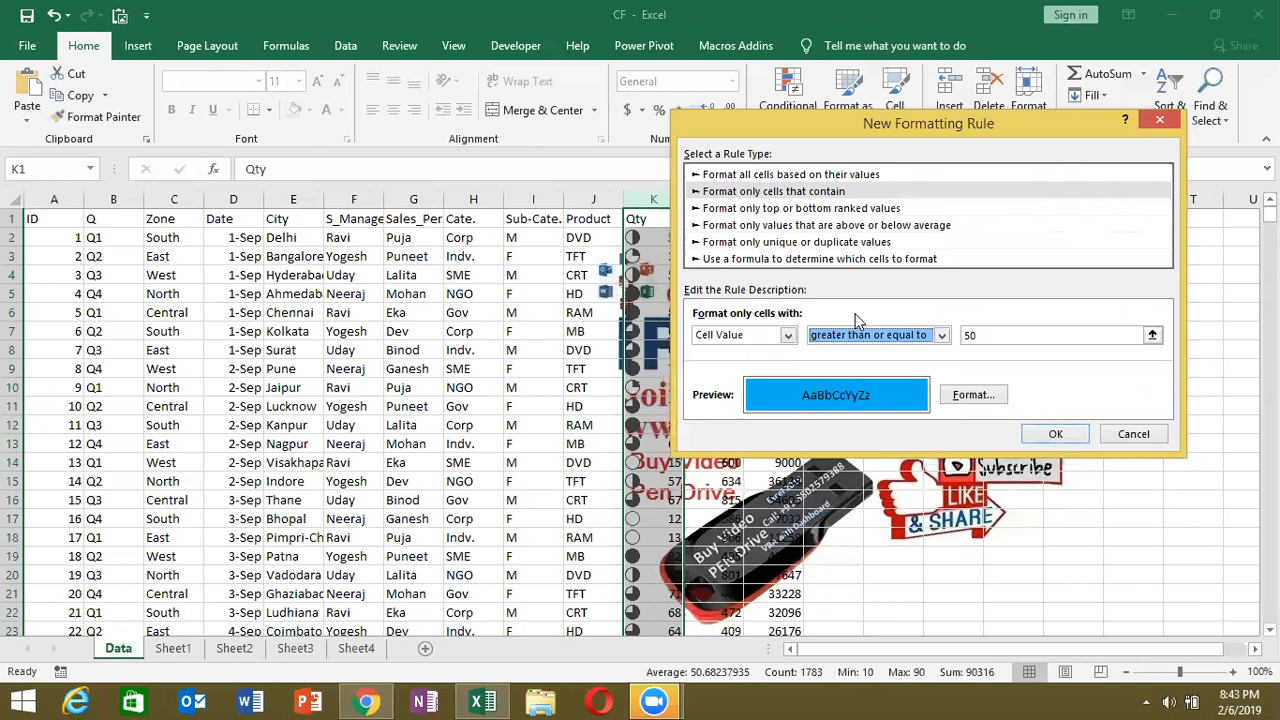 CF - Excel
Sign in
File Home Insert Page Layout Formulas Data Review View Developer Help Power Pivot Macros Addins Tell me what you want to do Share
Paste Cut Copy Format Painter
11 Wrap Text Merge & Center General
Conditional Format as Cell Insert Delete Format
AutoSum Fill Sort & Find & Select
Clipboard Font Alignment
K1 Qty
New Formatting Rule
Select a Rule Type:
► Format all cells based on their values
► Format only cells that contain
► Format only top or bottom ranked values
► Format only values that are above or below average
► Format only unique or duplicate values
► Use a formula to determine which cells to format
Edit the Rule Description:
Format only cells with:
Cell Value greater than or equal to 50
Preview: AaBbCcYyZz Format...
OK Cancel
A B C D E F G H I J K T U
1 ID Q Zone Date City S_Manage Sales_Per Cate. Sub-Cate. Product Qty
2 1 Q1 South 1-Sep Delhi Ravi Puja Corp M DVD
3 2 Q2 East 1-Sep Bangalore Yogesh Puneet Indv. F TFT
4 3 Q3 West 1-Sep Hyderaba Uday Lalita SME M CRT
5 4 Q4 North 1-Sep Ahmedab Neeraj Mohan NGO F HD
6 5 Q1 Central 1-Sep Chennai Ravi Eka Indv. M RAM
7 6 Q2 South 1-Sep Kolkata Yogesh Dev Corp F MB
8 7 Q3 East 1-Sep Surat Uday Binod Indv. M DVD
9 8 Q4 West 2-Sep Pune Neeraj Ganesh SME F TFT
10 9 Q1 North 2-Sep Jaipur Ravi Puja NGO M CRT
11 10 Q2 Central 2-Sep Lucknow Yogesh Puneet Gov F HD
12 11 Q3 South 2-Sep Kanpur Uday Lalita Corp M RAM
13 12 Q4 East 2-Sep Nagpur Neeraj Mohan Indv. F MB
14 13 Q1 West 2-Sep Visakhapa Ravi Eka SME M DVD 15 600 9000
15 14 Q2 North 2-Sep Indore Yogesh Dev NGO F TFT 57 634
16 15 Q3 Central 3-Sep Thane Uday Binod Gov M CRT 67 815
17 16 Q4 South 3-Sep Bhopal Neeraj Ganesh Corp F HD 12
18 17 Q1 East 3-Sep Pimpri-Ch Ravi Puja Indv. M RAM 13
19 18 Q2 West 3-Sep Patna Yogesh Puneet SME F MB 82
20 19 Q3 North 3-Sep Vadodara Uday Lalita NGO M DVD 801
21 20 Q4 Central 3-Sep Ghaziabad Neeraj Mohan Gov F TFT 33228
22 21 Q1 South 3-Sep Ludhiana Ravi Eka Corp M CRT 68 472 32096
23 22 Q2 East 4-Sep Coimbato Yogesh Dev Indv. F HD 64 409 26176
Buy Video
Pen Drive
Buy Video
PEN Drive
Subscribe
LIKE
& SHARE
Data Sheet1 Sheet2 Sheet3 Sheet4
Ready Average: 50.68237935 Count: 1783 Min: 10 Max: 90 Sum: 90316 100%
8:43 PM
2/6/2019